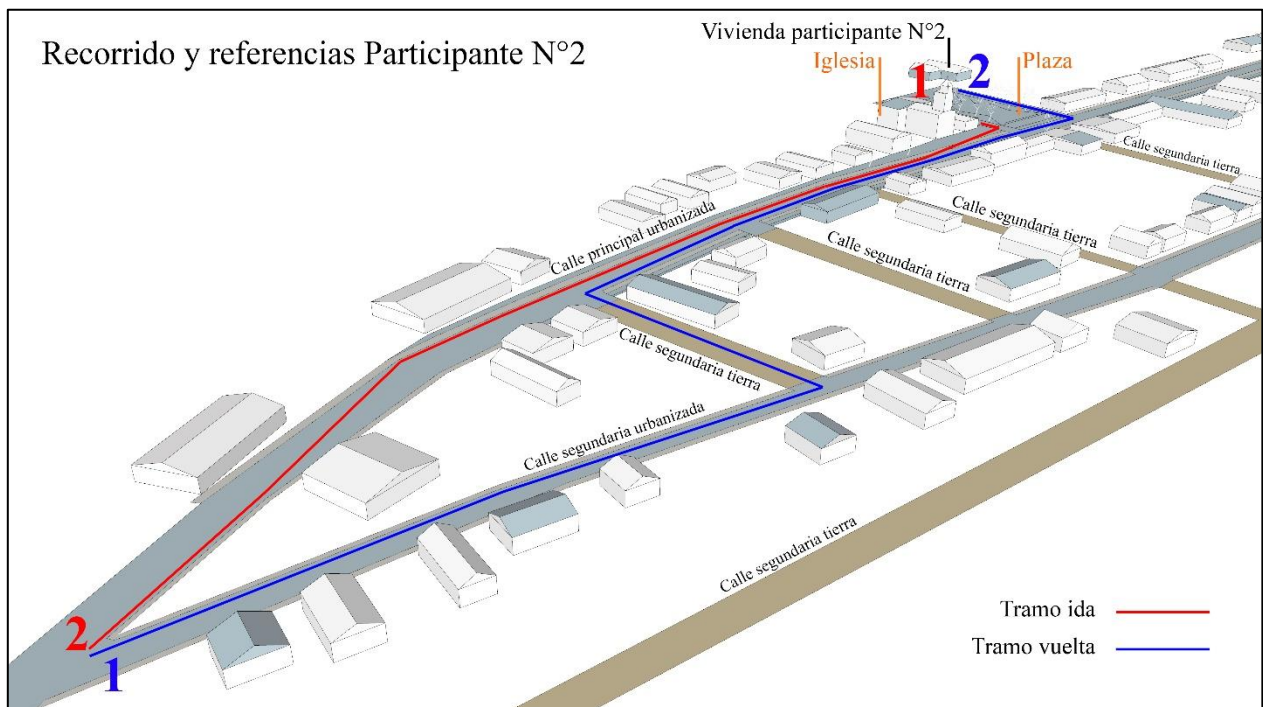 Recorrido y referencias Participante N°2
Vivienda participante N°2
Iglesia
1
2
Plaza
Calle segundaria tierra
Calle segundaria tierra
Calle principal urbanizada
Calle segundaria tierra
Calle segundaria tierra
Calle segundaria urbanizada
Calle segundaria tierra
Tramo ida
Tramo vuelta
2
1